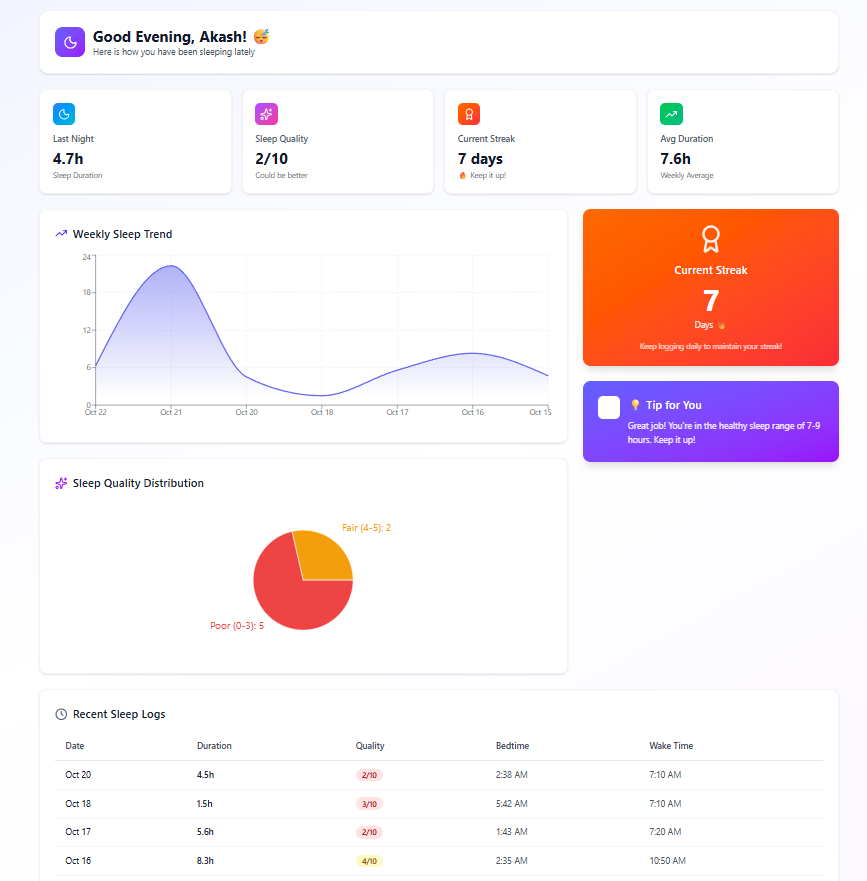 Good Evening, Akash! 😴
Here is how you have been sleeping lately
Last Night
4.7h
Sleep Duration
Sleep Quality
2/10
Could be better
Current Streak
7 days
🔥 Keep it up!
Avg Duration
7.6h
Weekly Average
Weekly Sleep Trend
24
18
12
6
0
Oct 22 Oct 21 Oct 20 Oct 18 Oct 17 Oct 16 Oct 15
Current Streak
7
Days 🔥
Keep logging daily to maintain your streak!
💡 Tip for You
Great job! You're in the healthy sleep range of 7-9
hours. Keep it up!
Sleep Quality Distribution
Fair (4-5): 2
Poor (0-3): 5
Recent Sleep Logs
Date Duration Quality Bedtime Wake Time
Oct 20 4.5h 2/10 2:38 AM 7:10 AM
Oct 18 1.5h 3/10 5:42 AM 7:10 AM
Oct 17 5.6h 2/10 1:43 AM 7:20 AM
Oct 16 8.3h 4/10 2:35 AM 10:50 AM